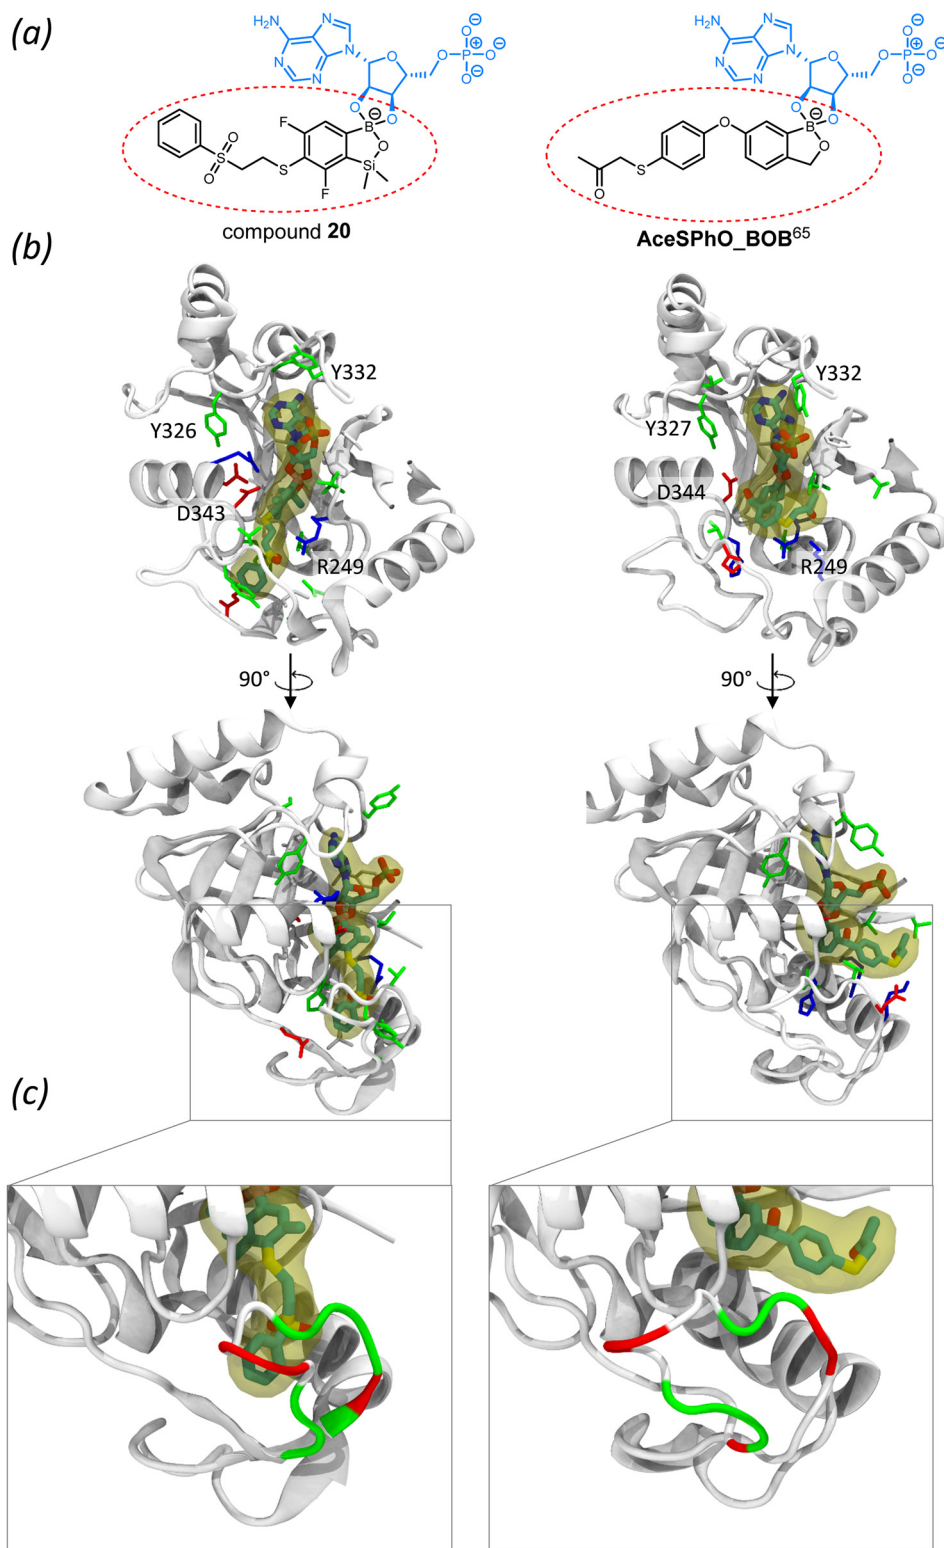 (a)
H₂N N N N N O O P⊕ O⊖ O⊖ O⊖
O O B⊖ O Si F F S S O O
compound 20
H₂N N N N N O O P⊕ O⊖ O⊖ O⊖
O O B⊖ O O S O
AceSPhO_BOB⁶⁵
(b)
Y332
Y326
D343
R249
Y332
Y327
D344
R249
90°
90°
(c)